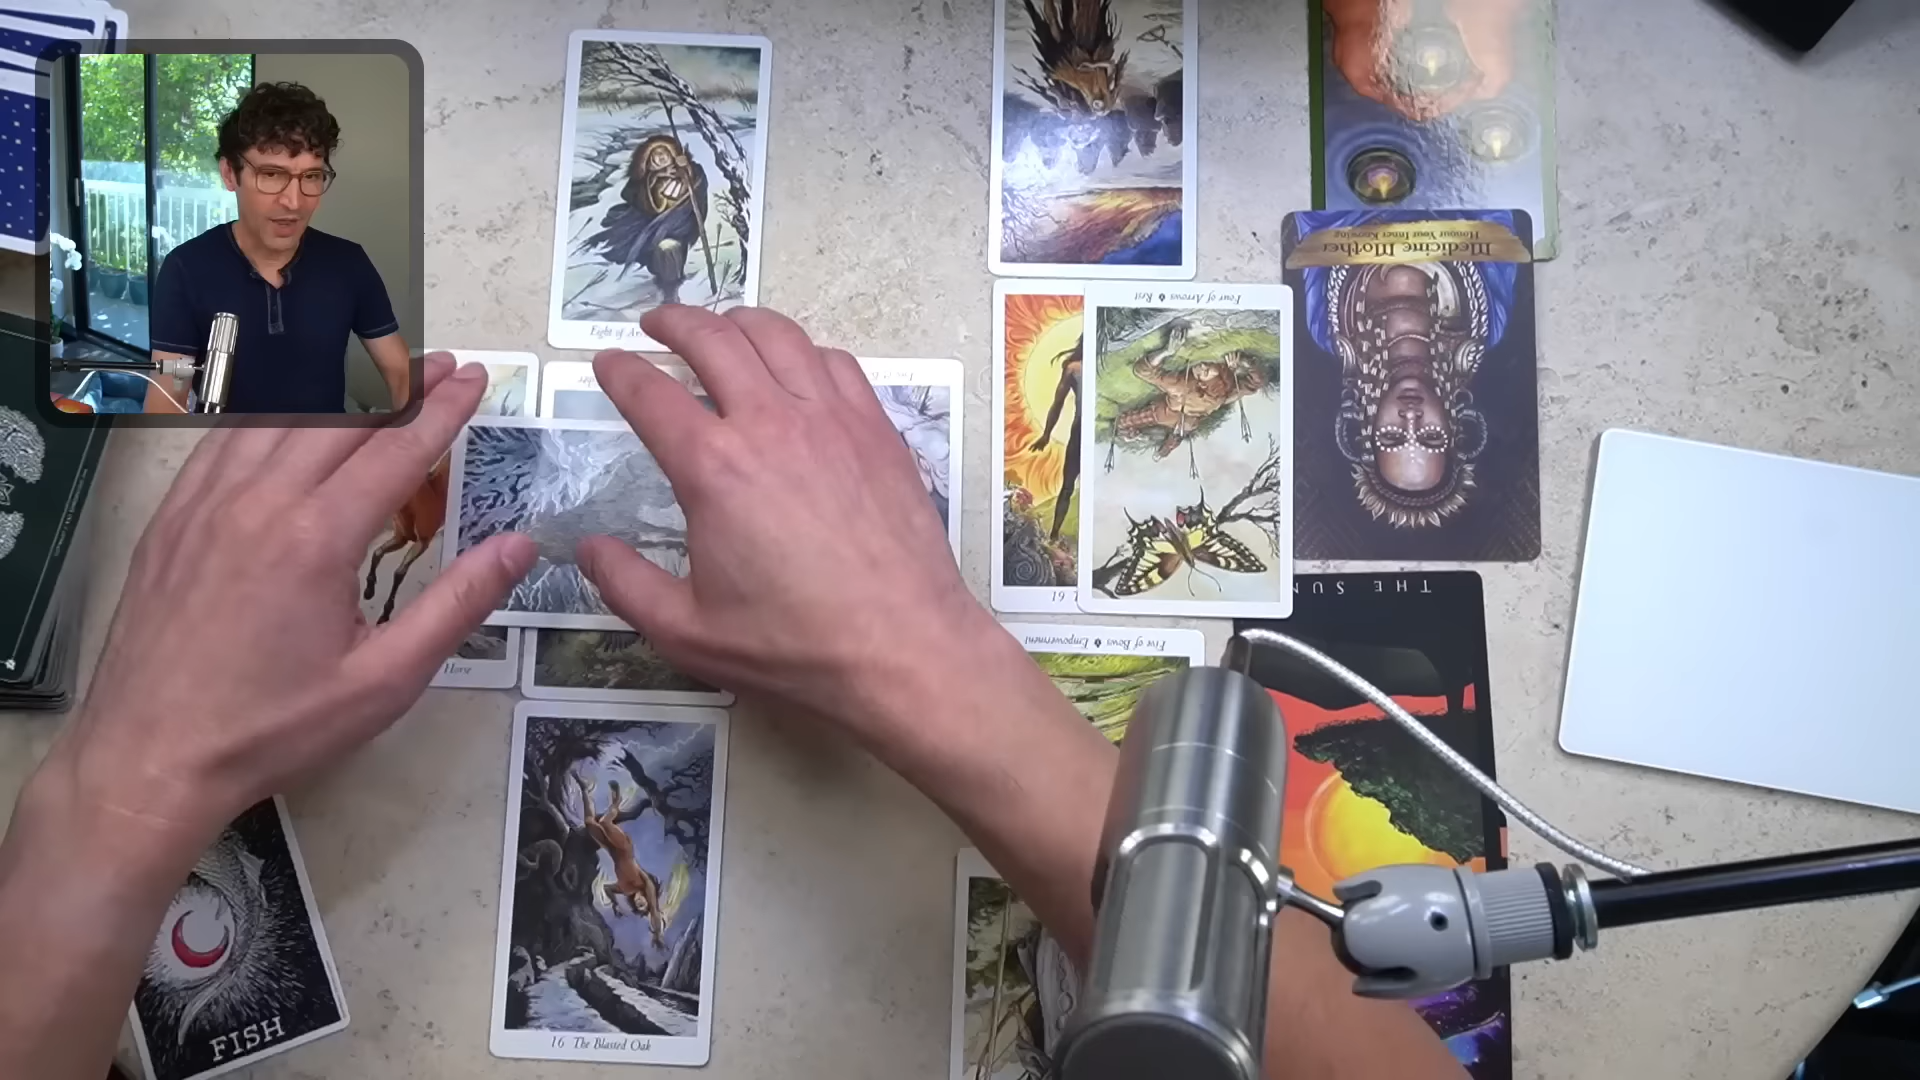 Eight of
Medicine Mother
Honour Your Inner Knowing
Four of Arrows Rest
THE SUN
19
Five of Bows Empowerment
Horse
16 The Blasted Oak
FISH